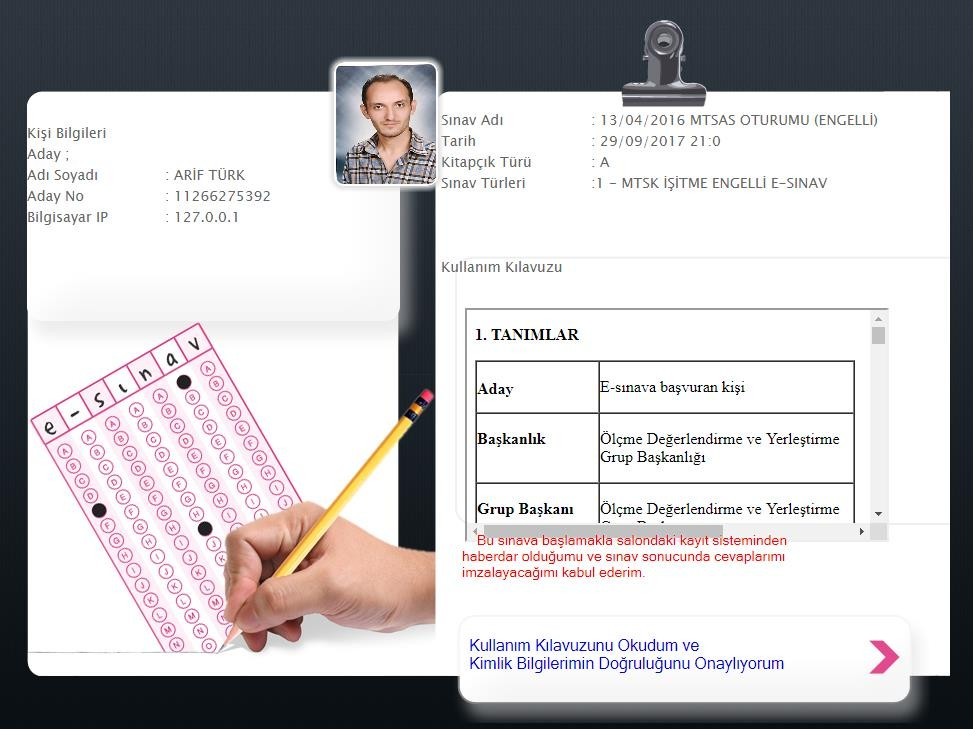 Kişi Bilgileri
Aday ;
Adı Soyadı : ARİF TÜRK
Aday No : 11266275392
Bilgisayar IP : 127.0.0.1
Sınav Adı : 13/04/2016 MTSAS OTURUMU (ENGELLİ)
Tarih : 29/09/2017 21:0
Kitapçık Türü : A
Sınav Türleri :1 - MTSK İŞİTME ENGELLİ E-SINAV
Kullanım Kılavuzu
1. TANIMLAR
Aday E-sınava başvuran kişi
Başkanlık Ölçme Değerlendirme ve Yerleştirme
Grup Başkanlığı
Grup Başkanı Ölçme Değerlendirme ve Yerleştirme
Bu sınava başlamakla salondaki kayıt sisteminden
haberdar olduğumu ve sınav sonucunda cevaplarımı
imzalayacağımı kabul ederim.
Kullanım Kılavuzunu Okudum ve
Kimlik Bilgilerimin Doğruluğunu Onaylıyorum
e-sınav